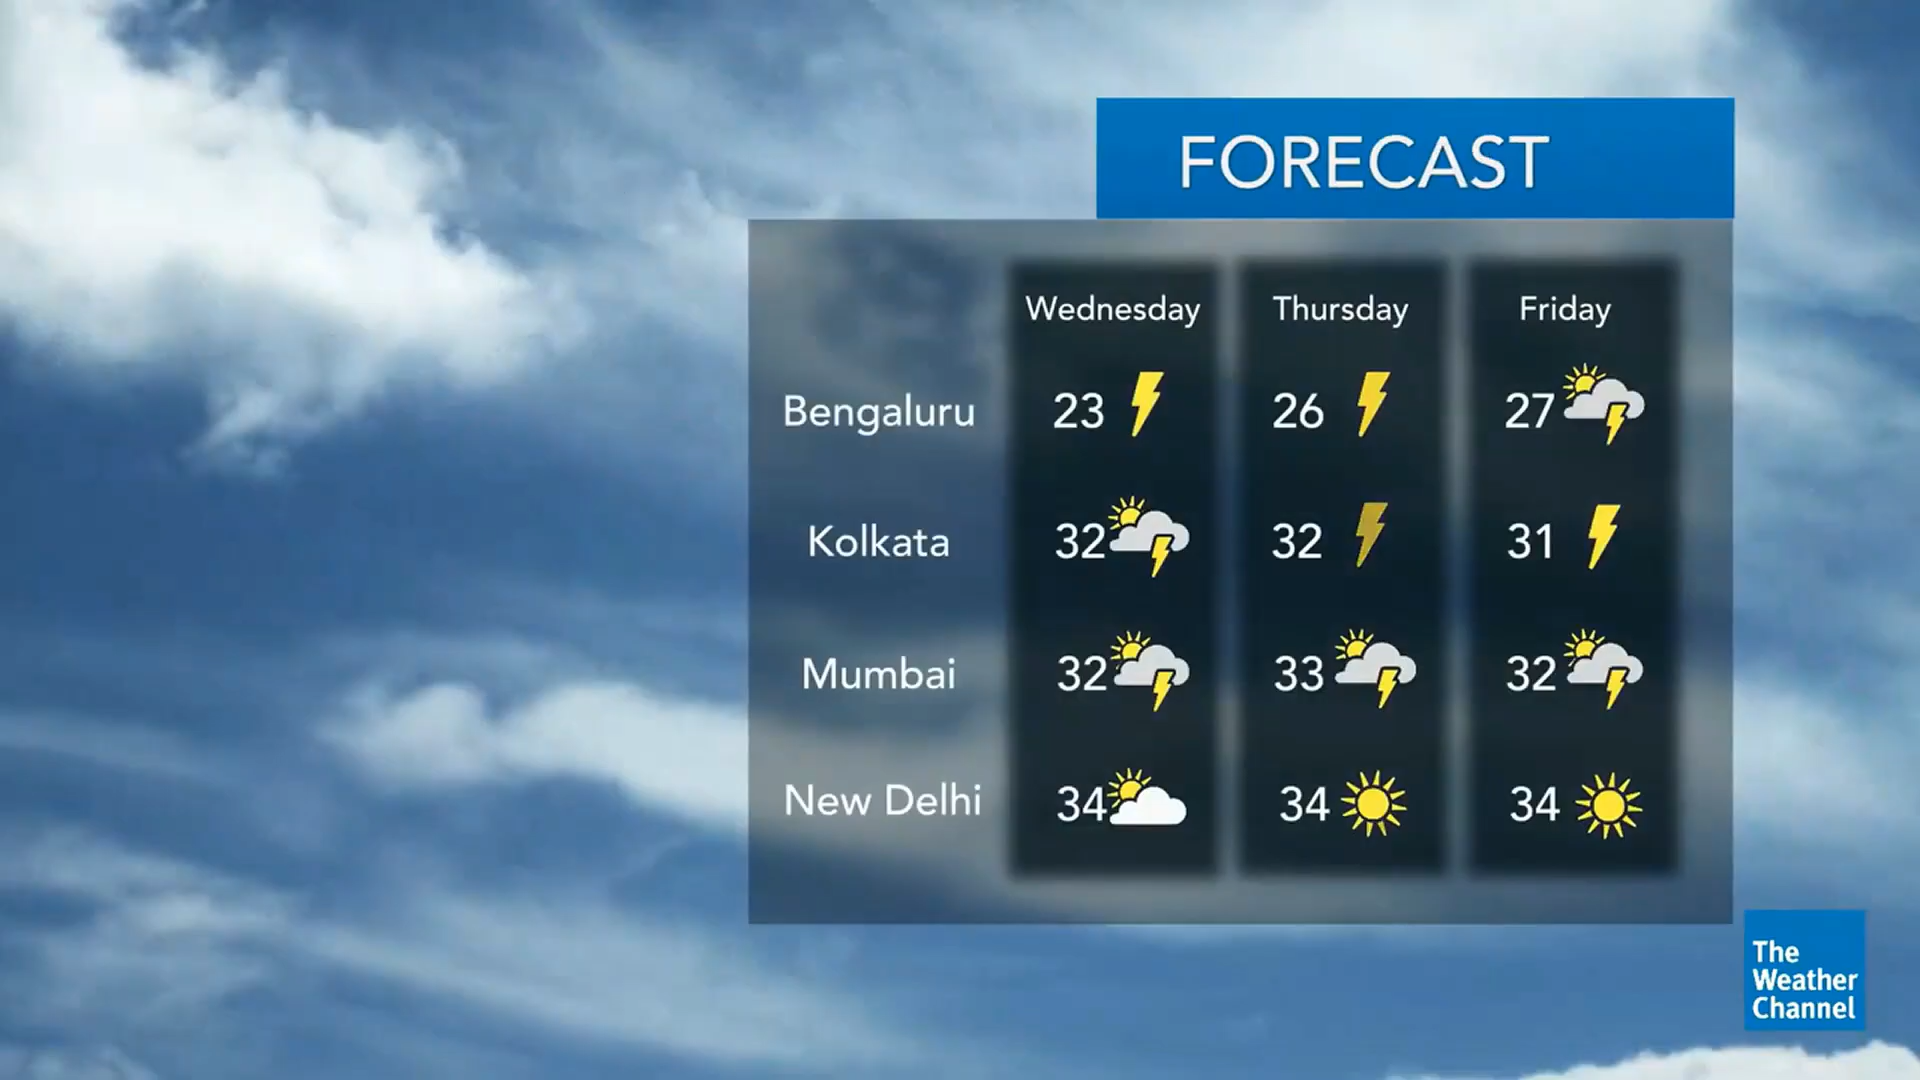 FORECAST
Wednesday Thursday Friday
Bengaluru 23 26 27
Kolkata 32 32 31
Mumbai 32 33 32
New Delhi 34 34 34
The
Weather
Channel